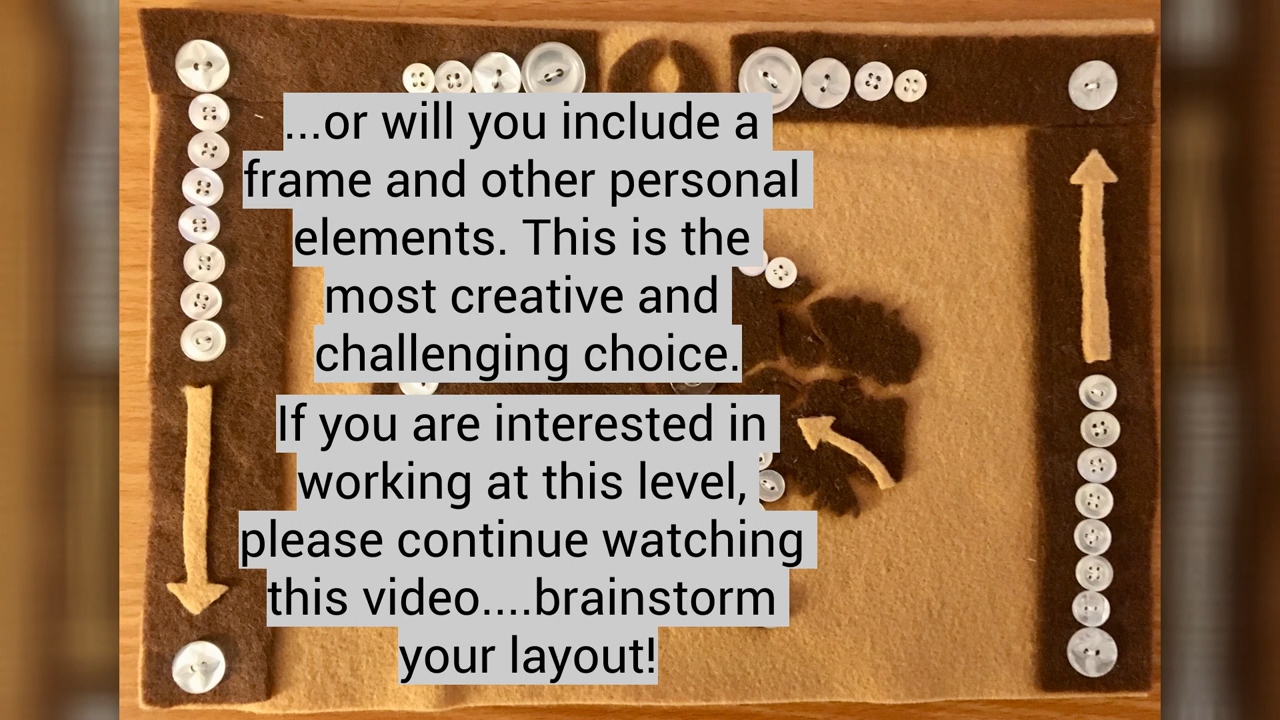 ...or will you include a
frame and other personal
elements. This is the
most creative and
challenging choice.
If you are interested in
working at this level,
please continue watching
this video....brainstorm
your layout!